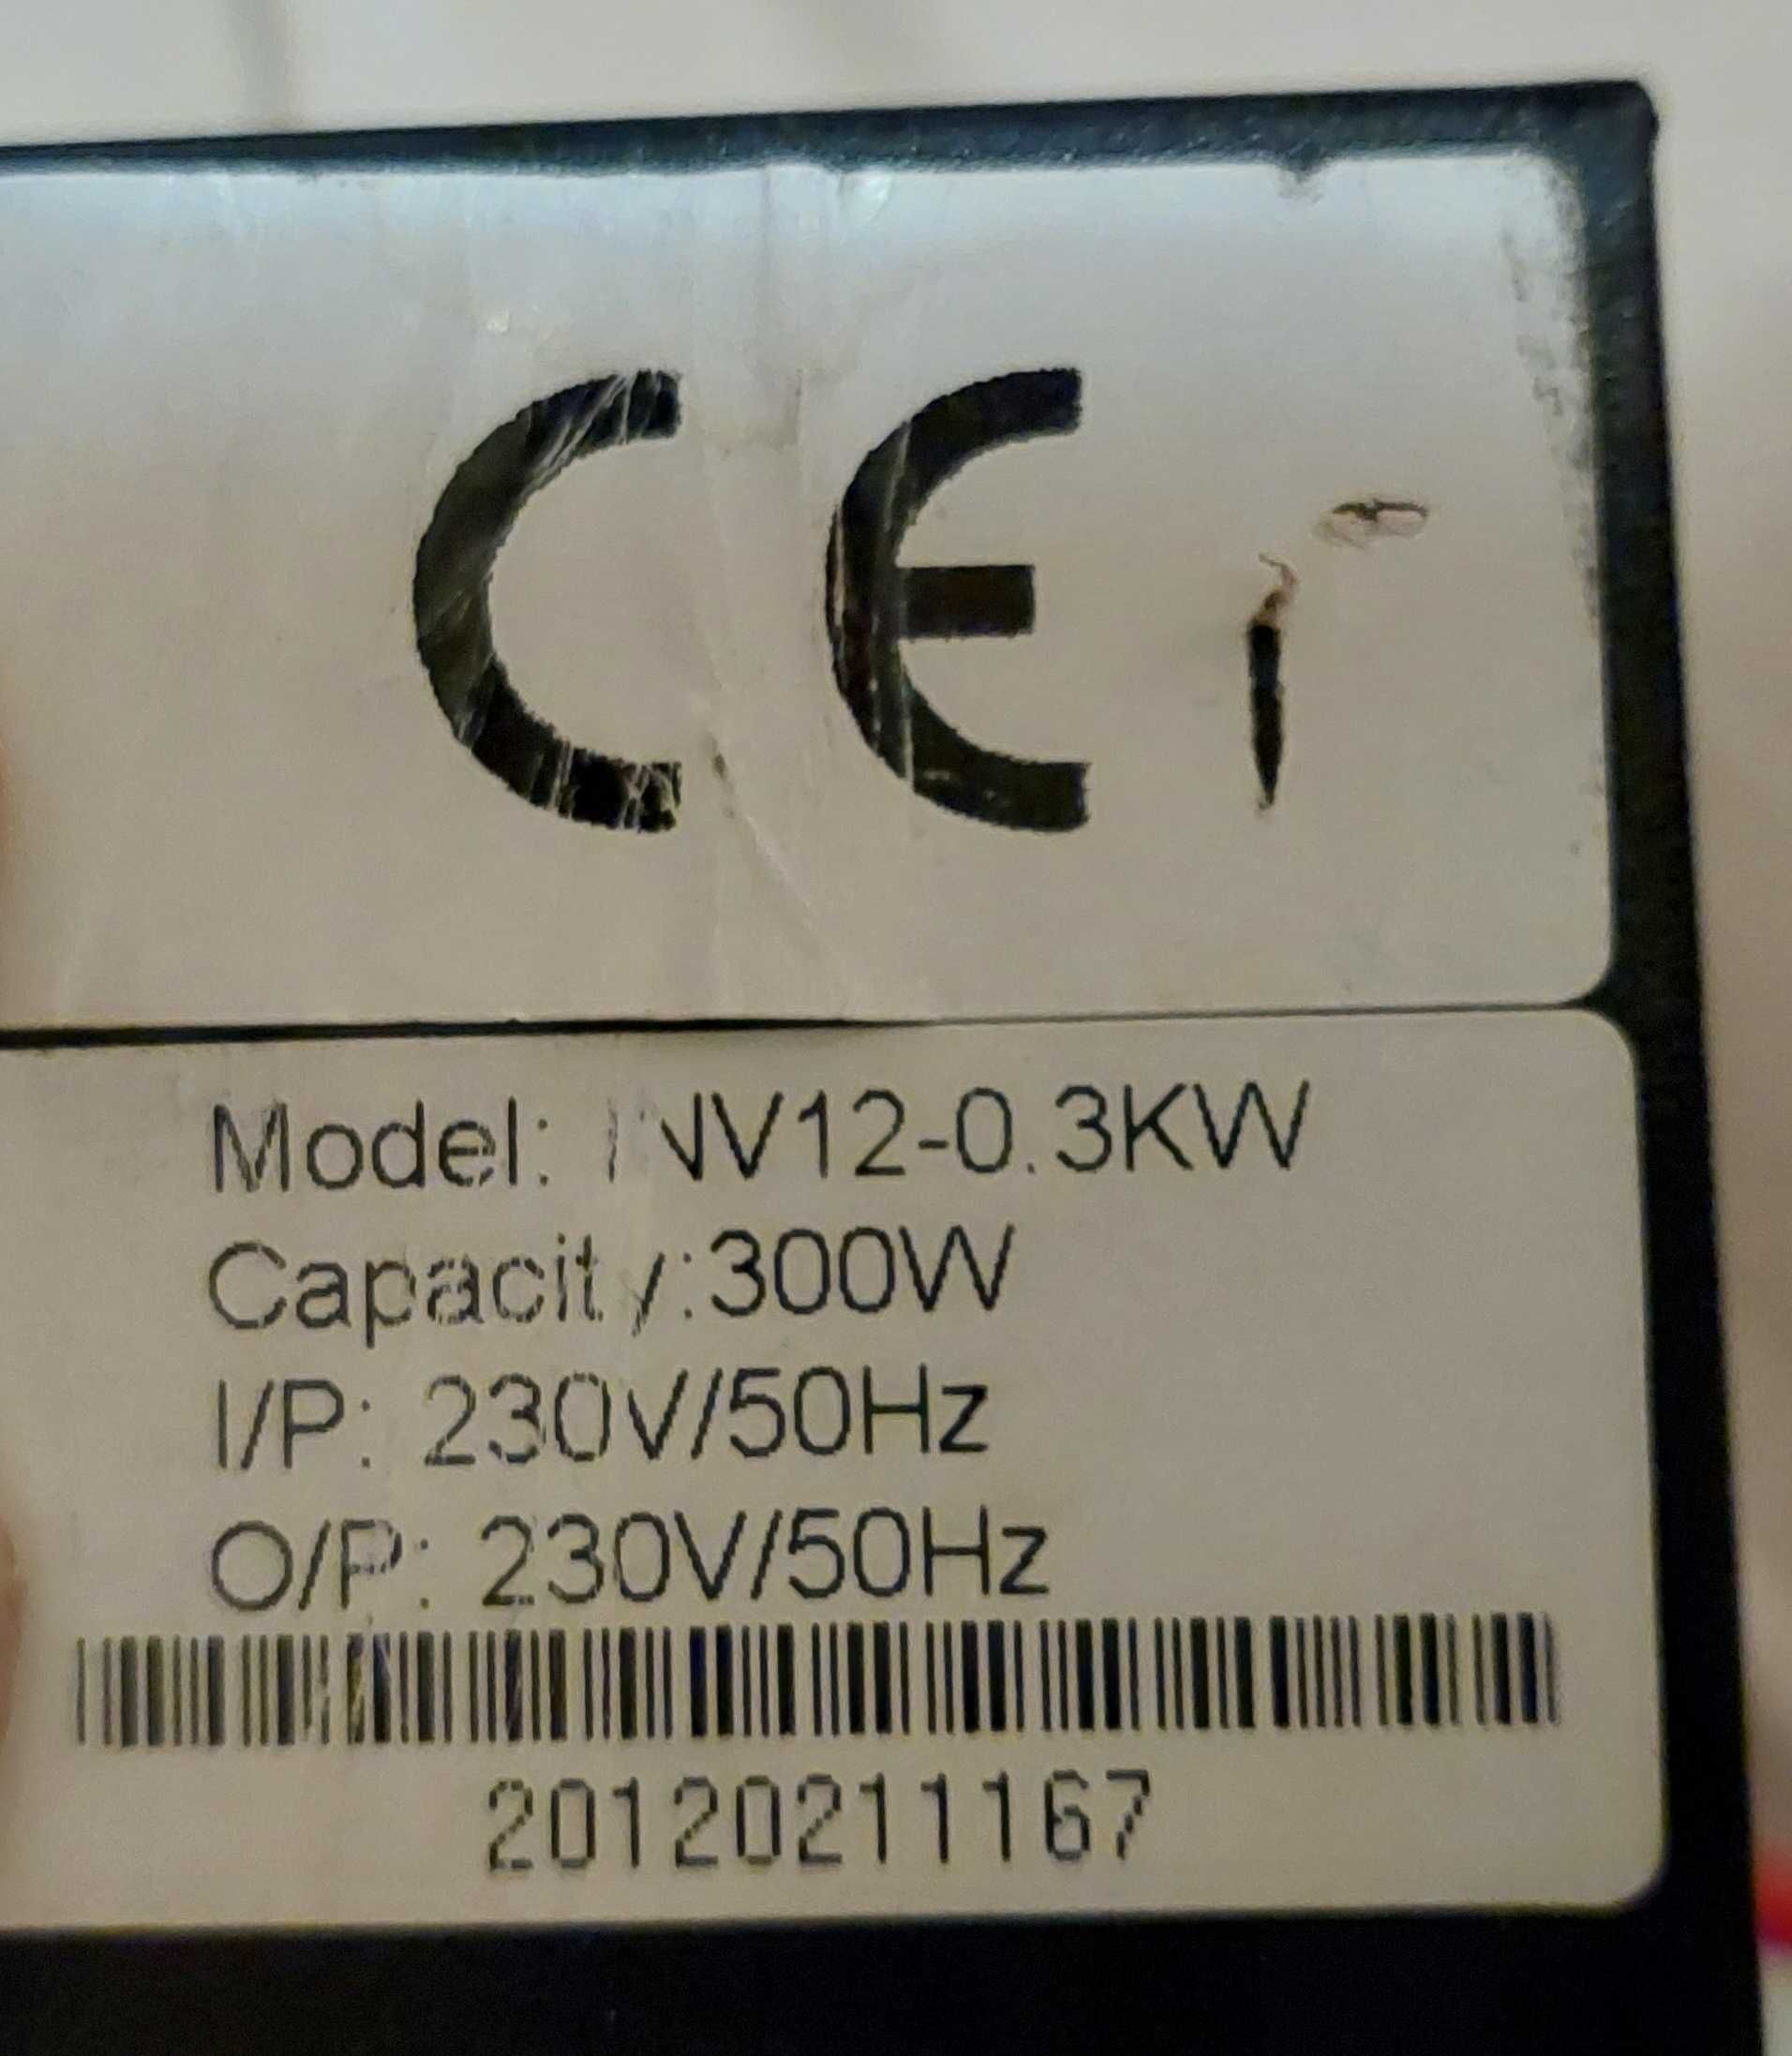 CE
Model: INV12-0.3KW
Capacity:300W
I/P: 230V/50Hz
O/P: 230V/50Hz
20120211167